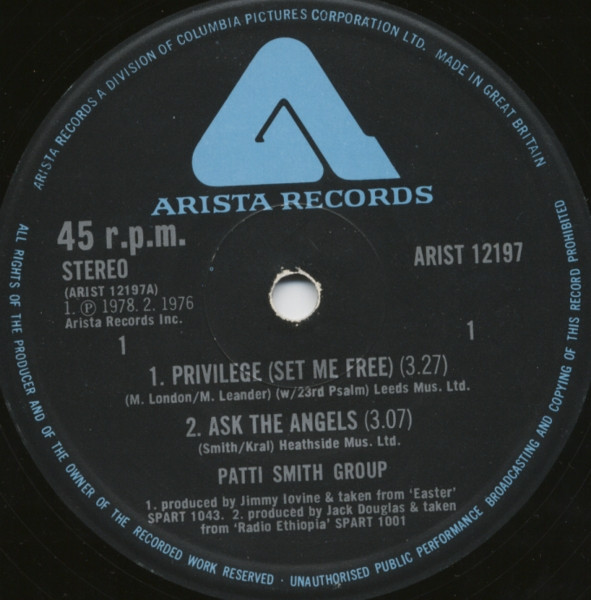 ARISTA RECORDS A DIVISION OF COLUMBIA PICTURES CORPORATION LTD. MADE IN GREAT BRITAIN
ARISTA RECORDS
45 r.p.m.
STEREO
(ARIST 12197A)
1. Ⓟ 1978. 2. 1976
Arista Records Inc.
ARIST 12197
1
1
1. PRIVILEGE (SET ME FREE) (3.27)
(M. London/M. Leander) (w/23rd Psalm) Leeds Mus. Ltd.
2. ASK THE ANGELS (3.07)
(Smith/Kral) Heathside Mus. Ltd.
PATTI SMITH GROUP
1. produced by Jimmy Iovine & taken from 'Easter'
SPART 1043. 2. produced by Jack Douglas & taken
from 'Radio Ethiopia' SPART 1001
ALL RIGHTS OF THE PRODUCER AND OF THE OWNER OF THE RECORDED WORK RESERVED · UNAUTHORISED PUBLIC PERFORMANCE BROADCASTING AND COPYING OF THIS RECORD PROHIBITED